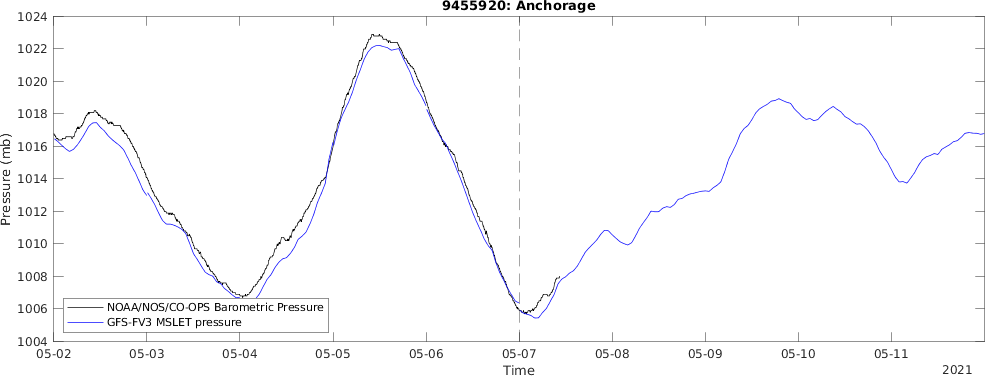 9455920: Anchorage
1024
1022
1020
1018
1016
1014
1012
1010
1008
1006
1004
Pressure (mb)
NOAA/NOS/CO-OPS Barometric Pressure
GFS-FV3 MSLET pressure
05-02 05-03 05-04 05-05 05-06 05-07 05-08 05-09 05-10 05-11
Time
2021